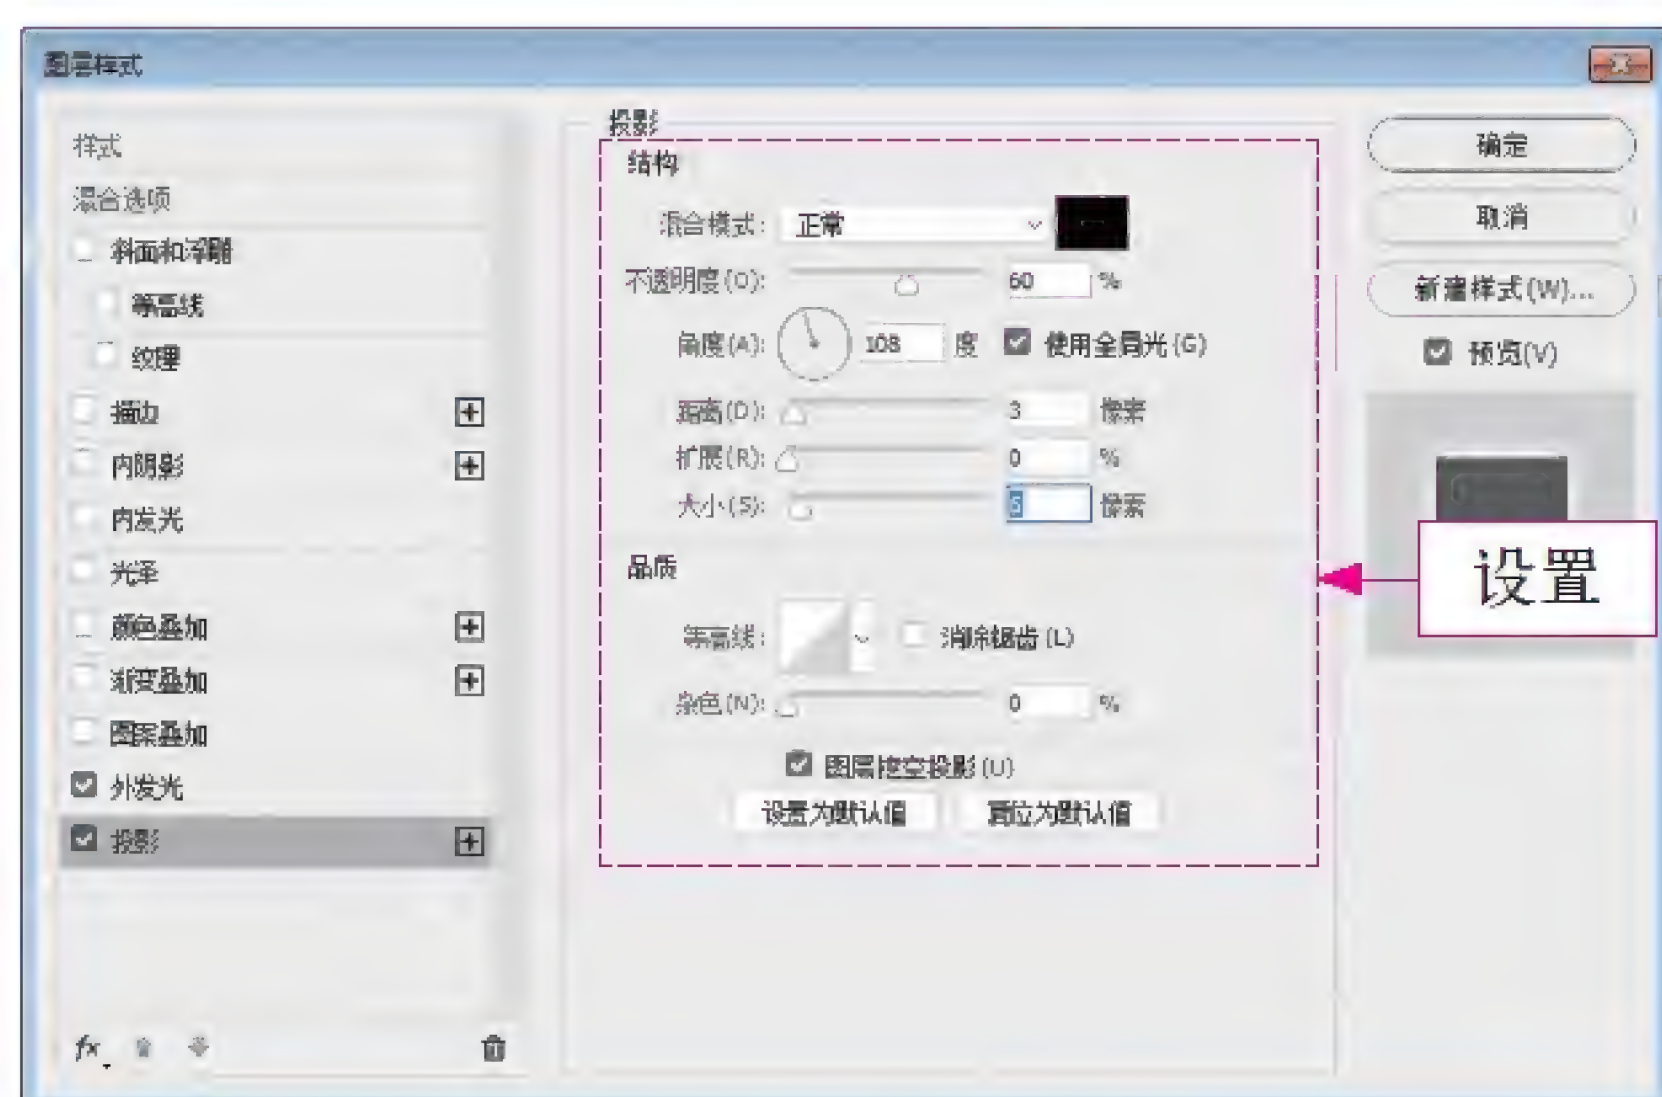 图层样式
样式
混合选项
斜面和浮雕
等高线
纹理
描边
内阴影
内发光
光泽
颜色叠加
渐变叠加
图案叠加
外发光
投影
fx
投影
结构
混合模式: 正常
不透明度(O): 60 %
角度(A): 108 度 使用全局光(G)
距离(D): 3 像素
扩展(R): 0 %
大小(S): 像素
品质
等高线: 消除锯齿(L)
杂色(N): 0 %
图层挖空投影(U)
设置为默认值 复位为默认值
确定
取消
新建样式(W)...
预览(V)
设置